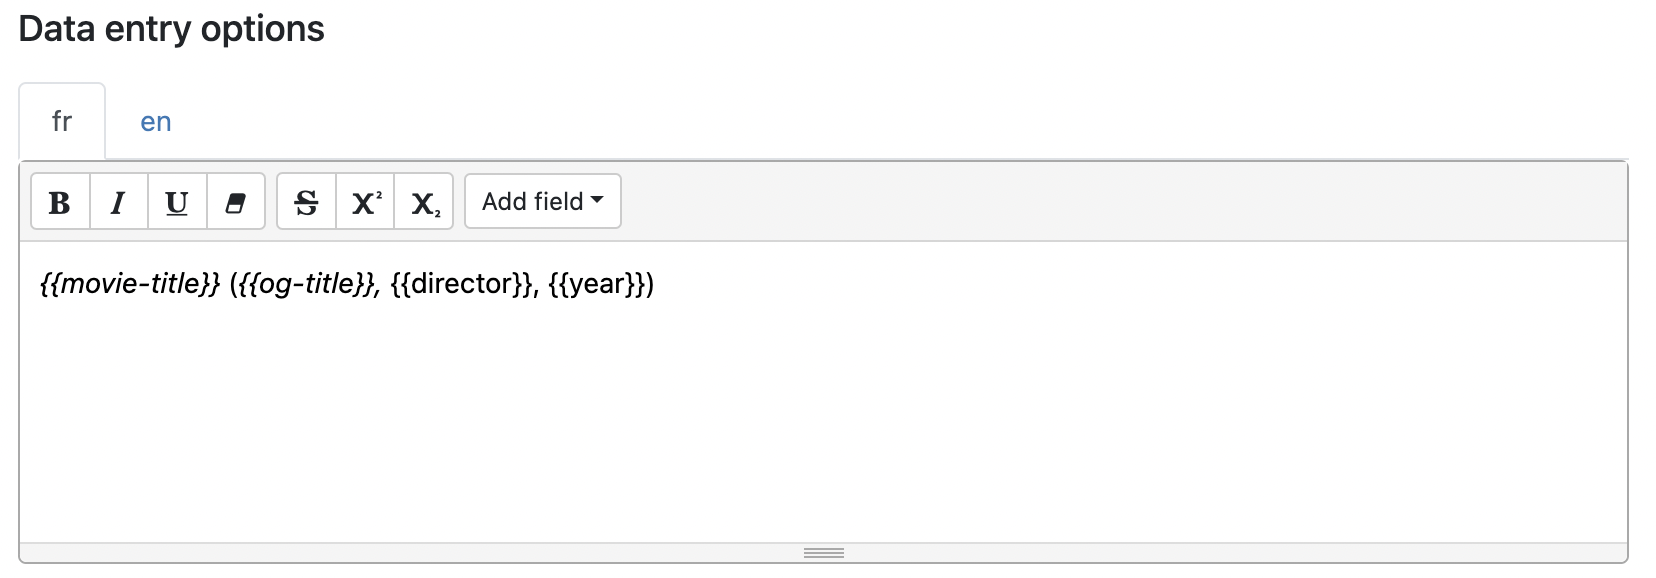 Data entry options
fr en
B I U S X² X₂ Add field
{{movie-title}} ({{og-title}}, {{director}}, {{year}})